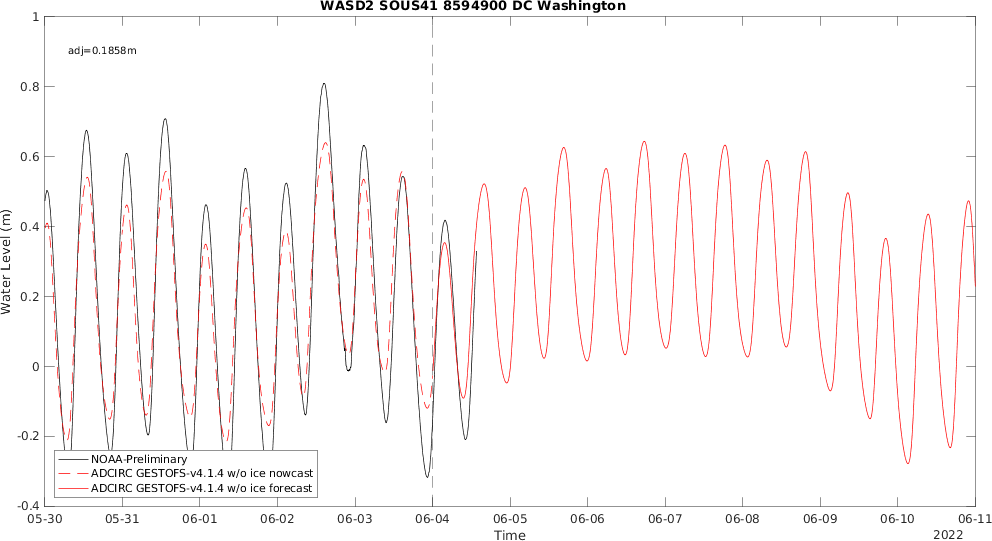 WASD2 SOUS41 8594900 DC Washington
adj=0.1858m
Water Level (m)
1
0.8
0.6
0.4
0.2
0
-0.2
-0.4
NOAA-Preliminary
ADCIRC GESTOFS-v4.1.4 w/o ice nowcast
ADCIRC GESTOFS-v4.1.4 w/o ice forecast
05-30 05-31 06-01 06-02 06-03 06-04 06-05 06-06 06-07 06-08 06-09 06-10 06-11
Time
2022